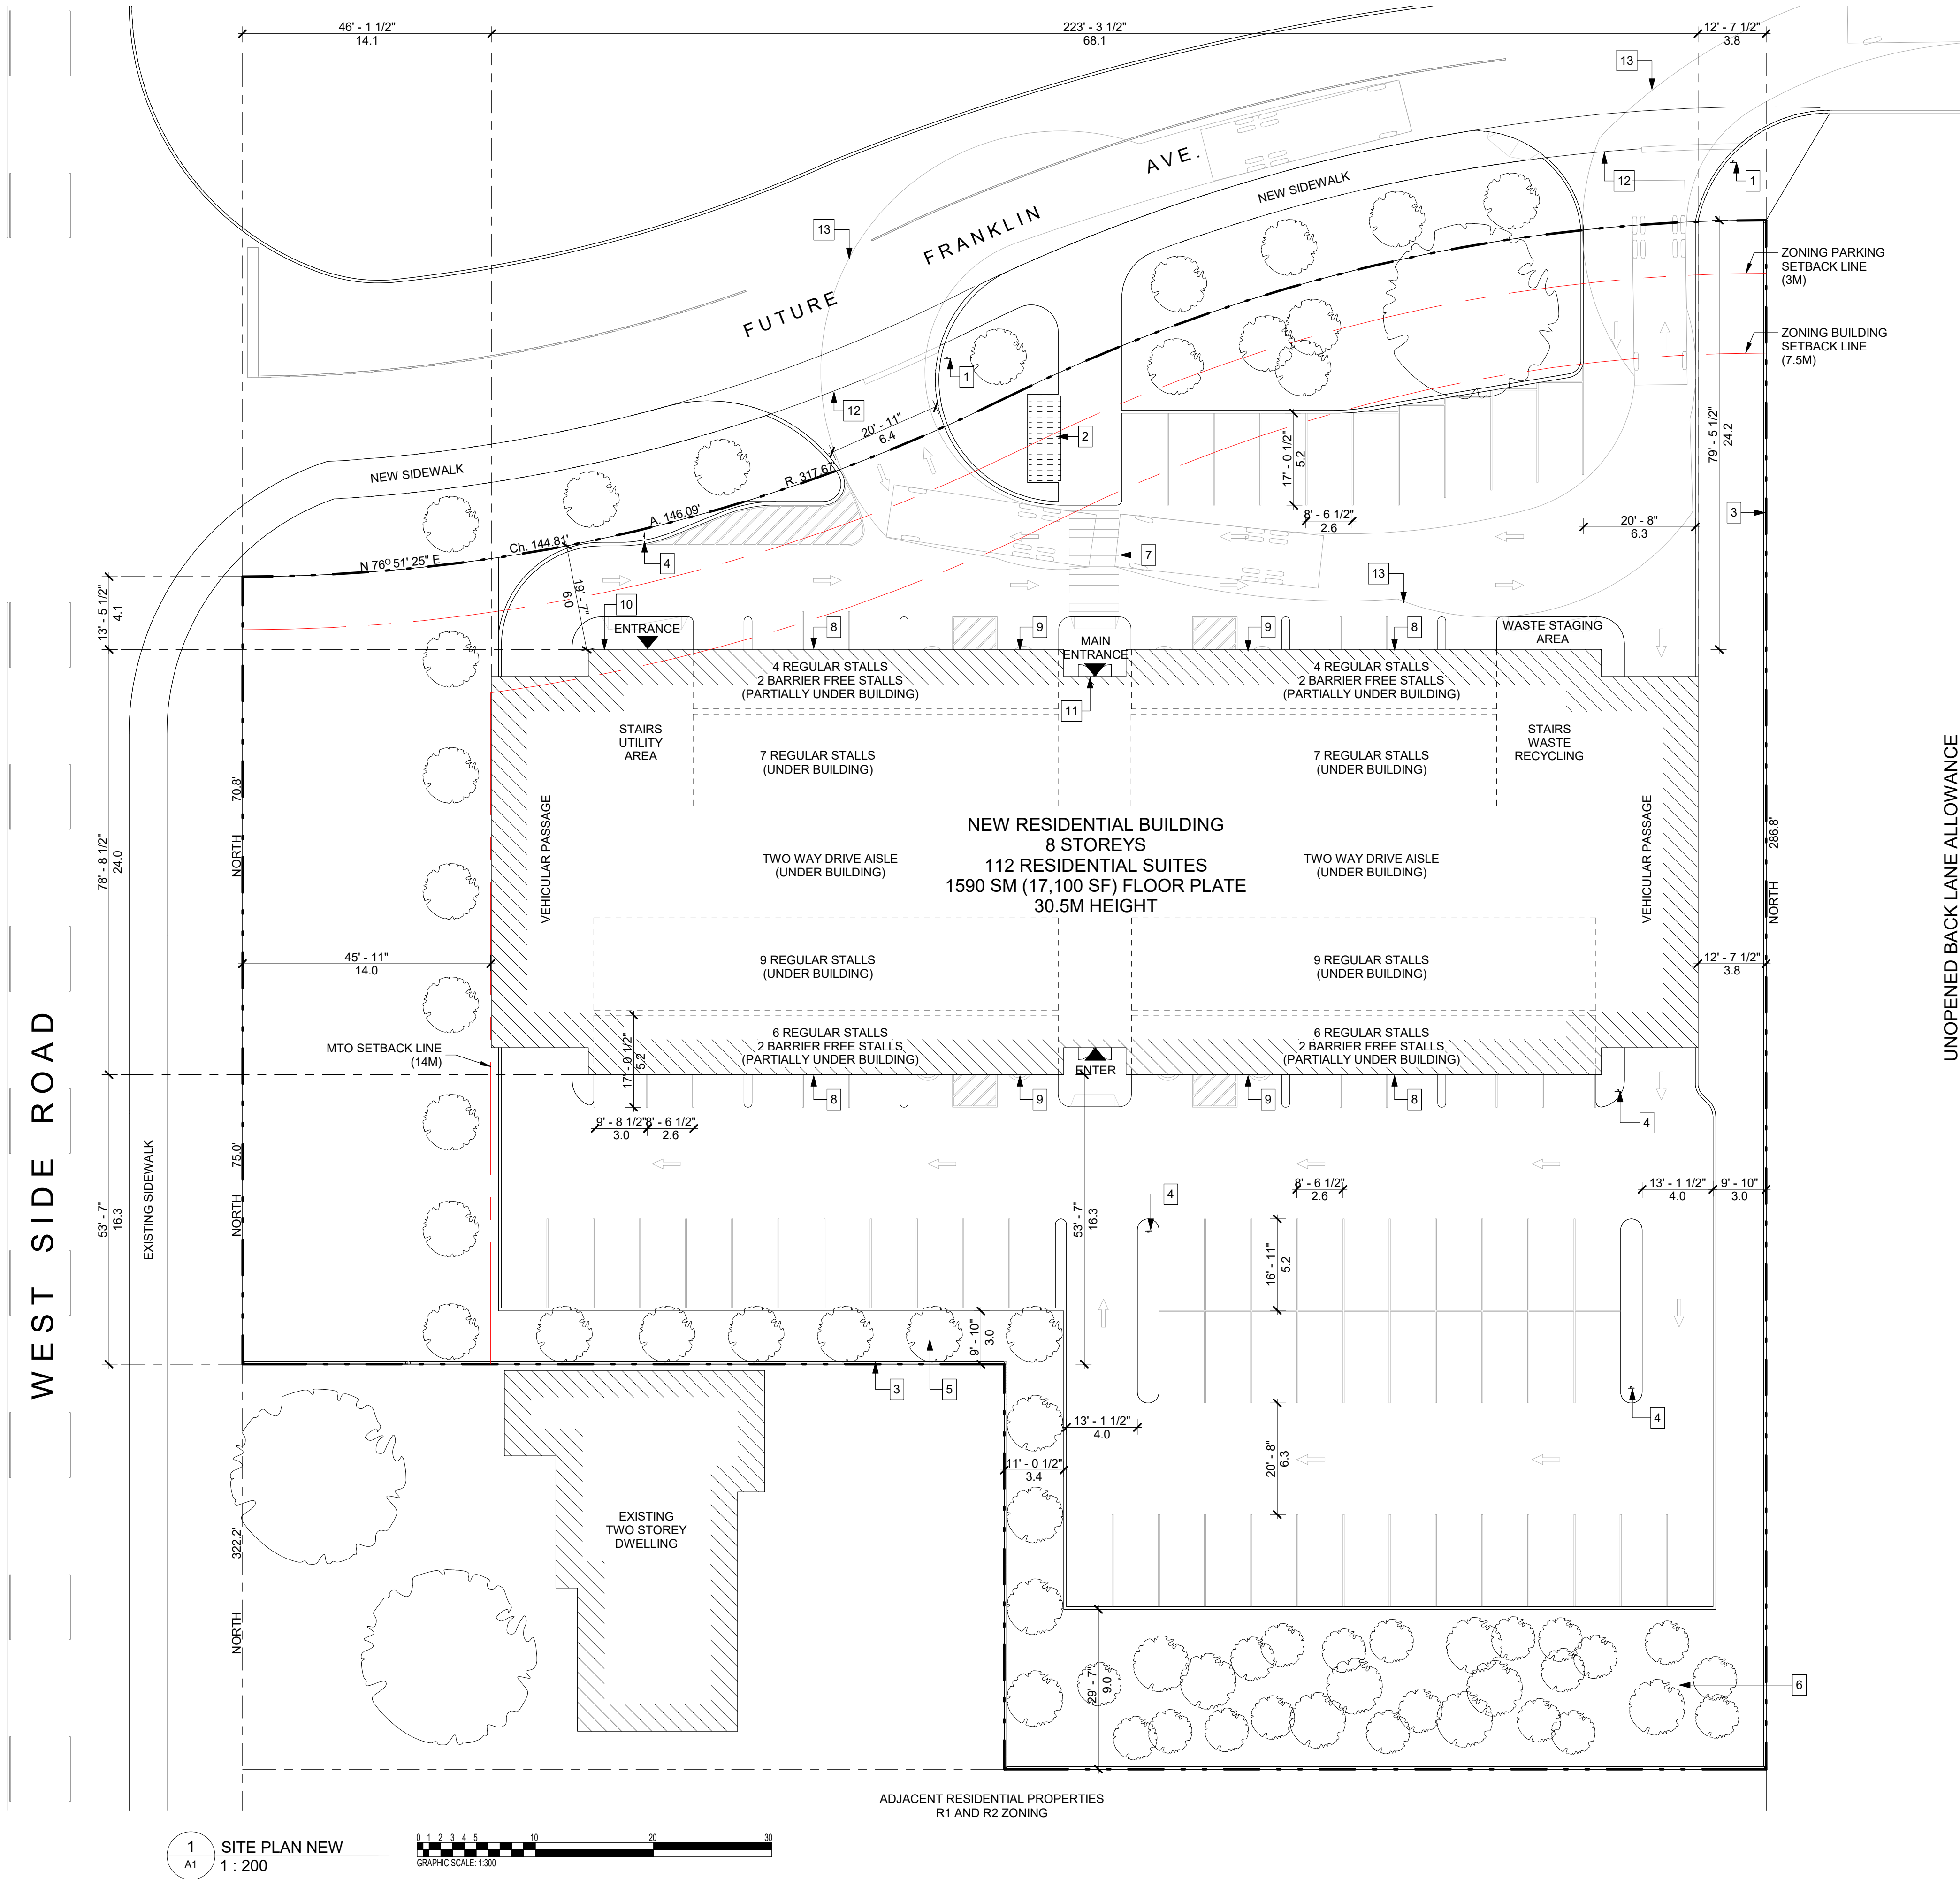 46' - 1 1/2"
14.1
223' - 3 1/2"
68.1
12' - 7 1/2"
3.8
13
12
1
AVE.
NEW SIDEWALK
FRANKLIN
13
FUTURE
ZONING PARKING
SETBACK LINE
(3M)
ZONING BUILDING
SETBACK LINE
(7.5M)
1
12
20' - 11"
6.4
2
79' - 5 1/2"
24.2
17' - 0 1/2"
5.2
NEW SIDEWALK
R. 317.67'
A. 146.09'
Ch. 144.81'
N 76⁰ 51' 25" E
4
8' - 6 1/2"
2.6
20' - 8"
6.3
3
7
13
13' - 5 1/2"
4.1
19' - 7"
6.0
10
ENTRANCE
8
9
MAIN
ENTRANCE
9
8
WASTE STAGING
AREA
4 REGULAR STALLS
2 BARRIER FREE STALLS
(PARTIALLY UNDER BUILDING)
4 REGULAR STALLS
2 BARRIER FREE STALLS
(PARTIALLY UNDER BUILDING)
11
STAIRS
UTILITY
AREA
7 REGULAR STALLS
(UNDER BUILDING)
7 REGULAR STALLS
(UNDER BUILDING)
STAIRS
WASTE
RECYCLING
NORTH 70.8'
78' - 8 1/2"
24.0
VEHICULAR PASSAGE
TWO WAY DRIVE AISLE
(UNDER BUILDING)
NEW RESIDENTIAL BUILDING
8 STOREYS
112 RESIDENTIAL SUITES
1590 SM (17,100 SF) FLOOR PLATE
30.5M HEIGHT
TWO WAY DRIVE AISLE
(UNDER BUILDING)
VEHICULAR PASSAGE
NORTH 286.8'
UNOPENED BACK LANE ALLOWANCE
45' - 11"
14.0
9 REGULAR STALLS
(UNDER BUILDING)
9 REGULAR STALLS
(UNDER BUILDING)
12' - 7 1/2"
3.8
WEST SIDE ROAD
MTO SETBACK LINE
(14M)
17' - 0 1/2"
5.2
6 REGULAR STALLS
2 BARRIER FREE STALLS
(PARTIALLY UNDER BUILDING)
6 REGULAR STALLS
2 BARRIER FREE STALLS
(PARTIALLY UNDER BUILDING)
ENTER
8
9
9
8
4
9' - 8 1/2"
3.0
8' - 6 1/2"
2.6
EXISTING SIDEWALK
NORTH 75.0'
53' - 7"
16.3
53' - 7"
16.3
4
8' - 6 1/2"
2.6
13' - 1 1/2"
4.0
9' - 10"
3.0
16' - 11"
5.2
9' - 10"
3.0
3
5
4
13' - 1 1/2"
4.0
11' - 0 1/2"
3.4
20' - 8"
6.3
EXISTING
TWO STOREY
DWELLING
NORTH 322.2'
29' - 7"
9.0
6
ADJACENT RESIDENTIAL PROPERTIES
R1 AND R2 ZONING
1
A1
SITE PLAN NEW
1 : 200
0 1 2 3 4 5 10 20 30
GRAPHIC SCALE: 1:300